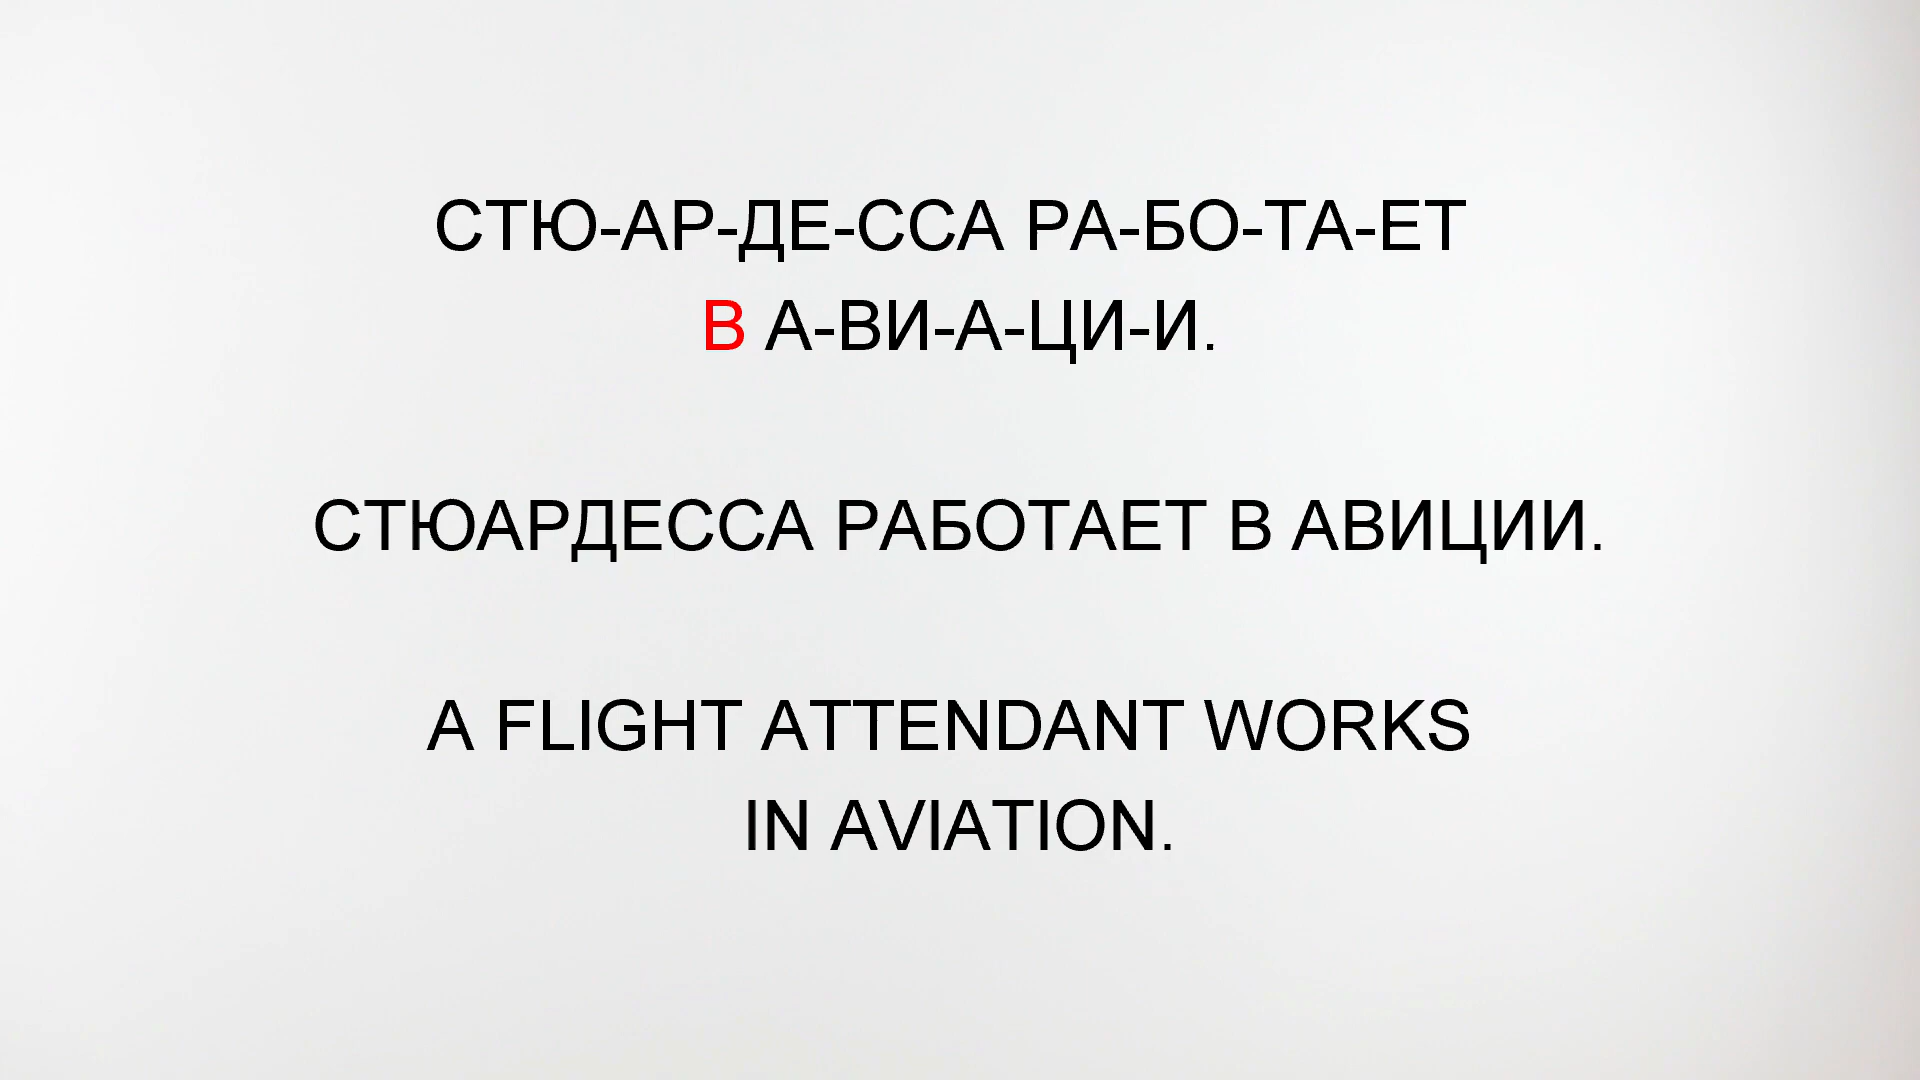 СТЮ-АР-ДЕ-ССА РА-БО-ТА-ЕТ
В А-ВИ-А-ЦИ-И.
СТЮАРДЕССА РАБОТАЕТ В АВИЦИИ.
A FLIGHT ATTENDANT WORKS
IN AVIATION.